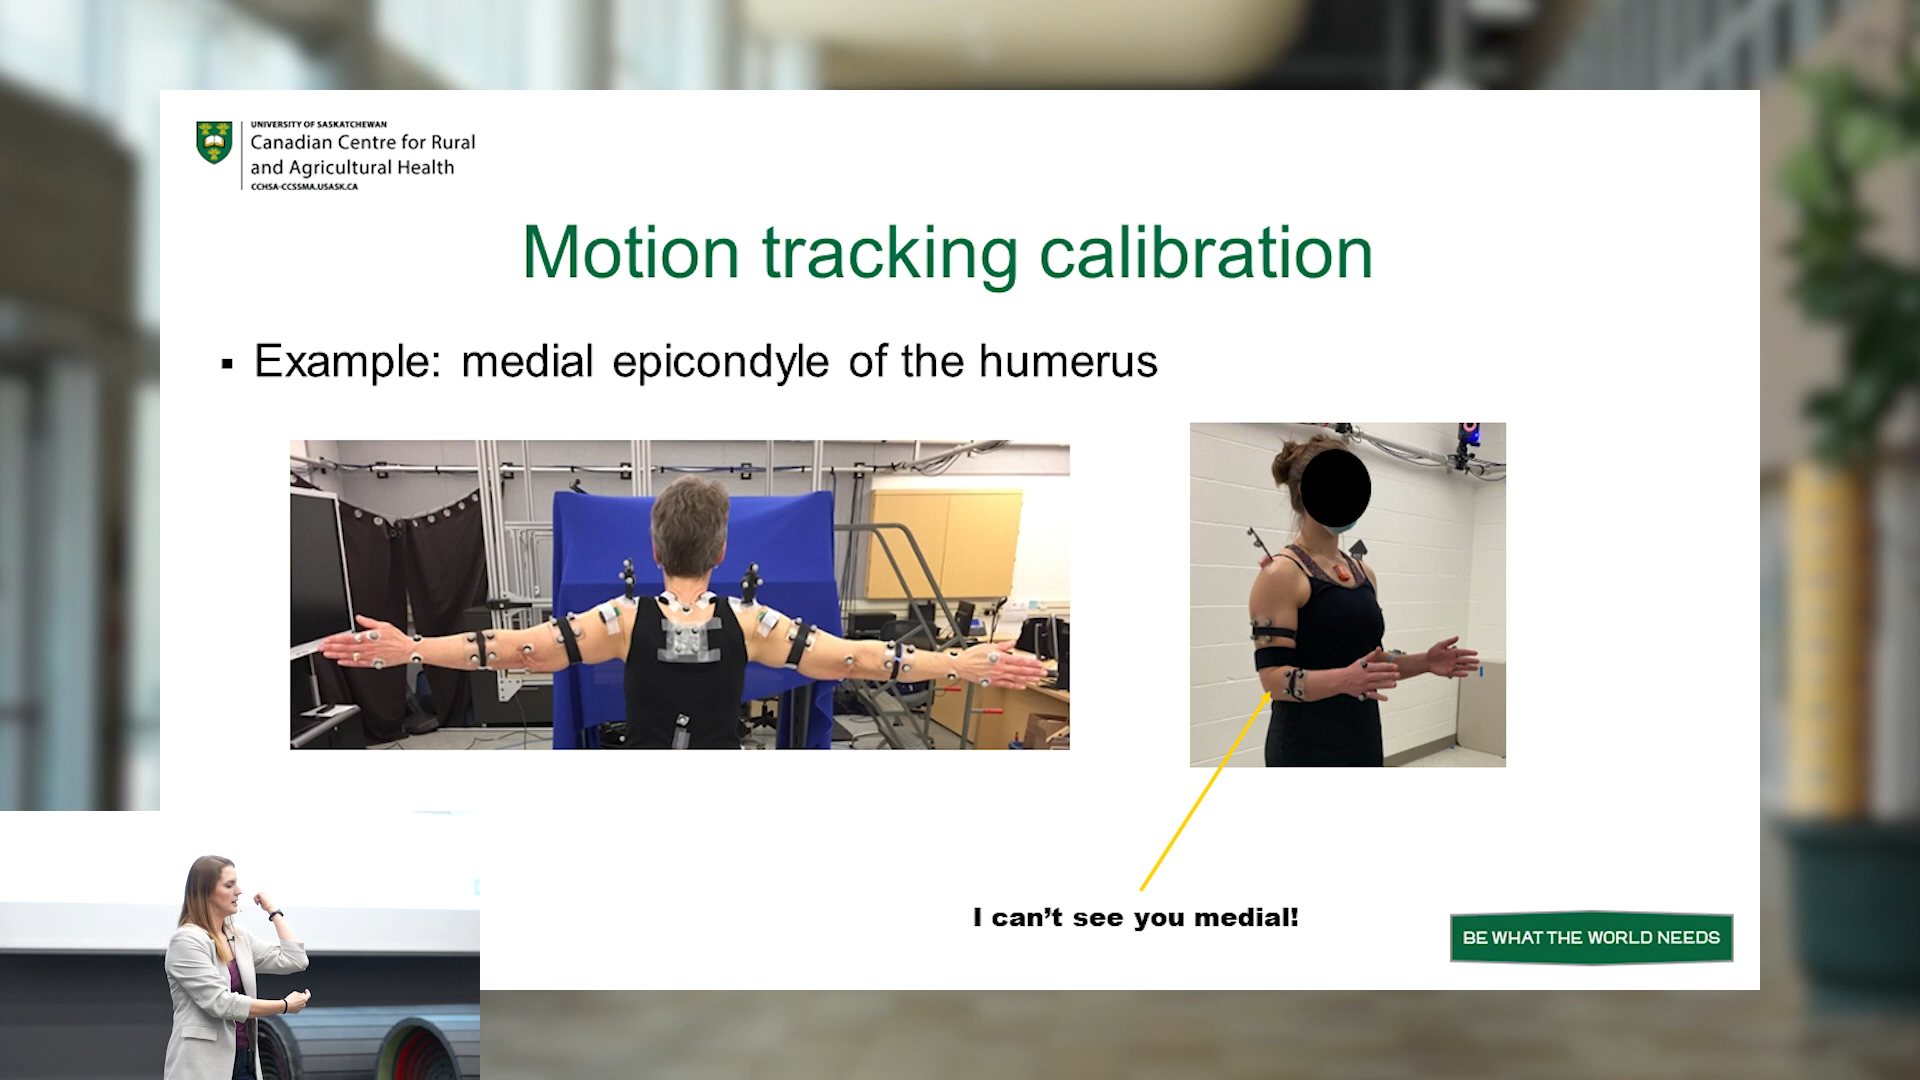 UNIVERSITY OF SASKATCHEWAN
Canadian Centre for Rural
and Agricultural Health
CCHSA-CCSSMA.USASK.CA
Motion tracking calibration
▪ Example: medial epicondyle of the humerus
I can't see you medial!
BE WHAT THE WORLD NEEDS